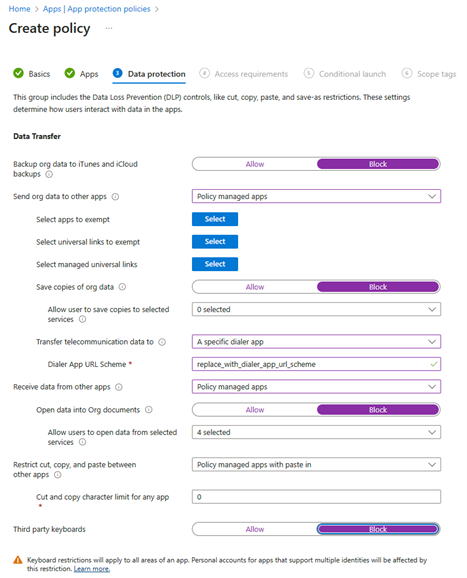 Home > Apps | App protection policies >
Create policy ...
Basics Apps 3 Data protection 4 Access requirements 5 Conditional launch 6 Scope tags
This group includes the Data Loss Prevention (DLP) controls, like cut, copy, paste, and save-as restrictions. These settings
determine how users interact with data in the apps.
Data Transfer
Backup org data to iTunes and iCloud
backups
Allow Block
Send org data to other apps Policy managed apps
Select apps to exempt Select
Select universal links to exempt Select
Select managed universal links Select
Save copies of org data Allow Block
Allow user to save copies to selected
services
0 selected
Transfer telecommunication data to A specific dialer app
Dialer App URL Scheme * replace_with_dialer_app_url_scheme
Receive data from other apps Policy managed apps
Open data into Org documents Allow Block
Allow users to open data from selected
services
4 selected
Restrict cut, copy, and paste between
other apps
Policy managed apps with paste in
Cut and copy character limit for any app
*
0
Third party keyboards Allow Block
Keyboard restrictions will apply to all areas of an app. Personal accounts for apps that support multiple identities will be affected by
this restriction. Learn more.